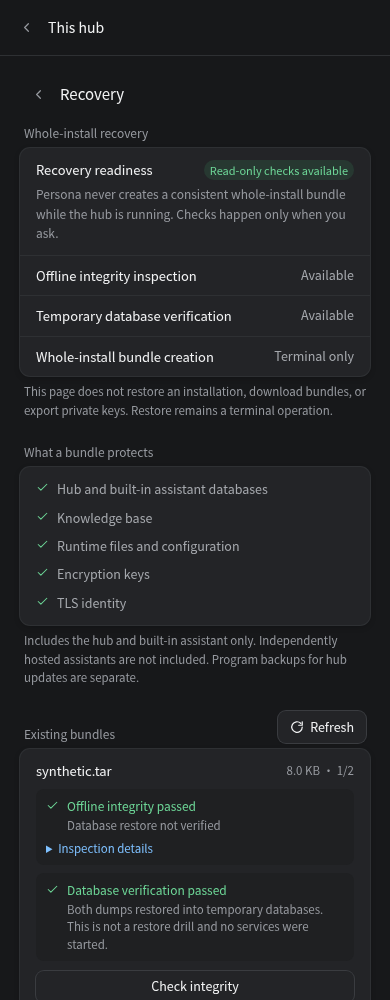 This hub
Recovery
Whole-install recovery
Recovery readiness
Read-only checks available
Persona never creates a consistent whole-install bundle
while the hub is running. Checks happen only when you
ask.
Offline integrity inspection
Available
Temporary database verification
Available
Whole-install bundle creation
Terminal only
This page does not restore an installation, download bundles, or
export private keys. Restore remains a terminal operation.
What a bundle protects
Hub and built-in assistant databases
Knowledge base
Runtime files and configuration
Encryption keys
TLS identity
Includes the hub and built-in assistant only. Independently
hosted assistants are not included. Program backups for hub
updates are separate.
Existing bundles
Refresh
synthetic.tar
8.0 KB • 1/2
Offline integrity passed
Database restore not verified
Inspection details
Database verification passed
Both dumps restored into temporary databases.
This is not a restore drill and no services were
started.
Check integrity